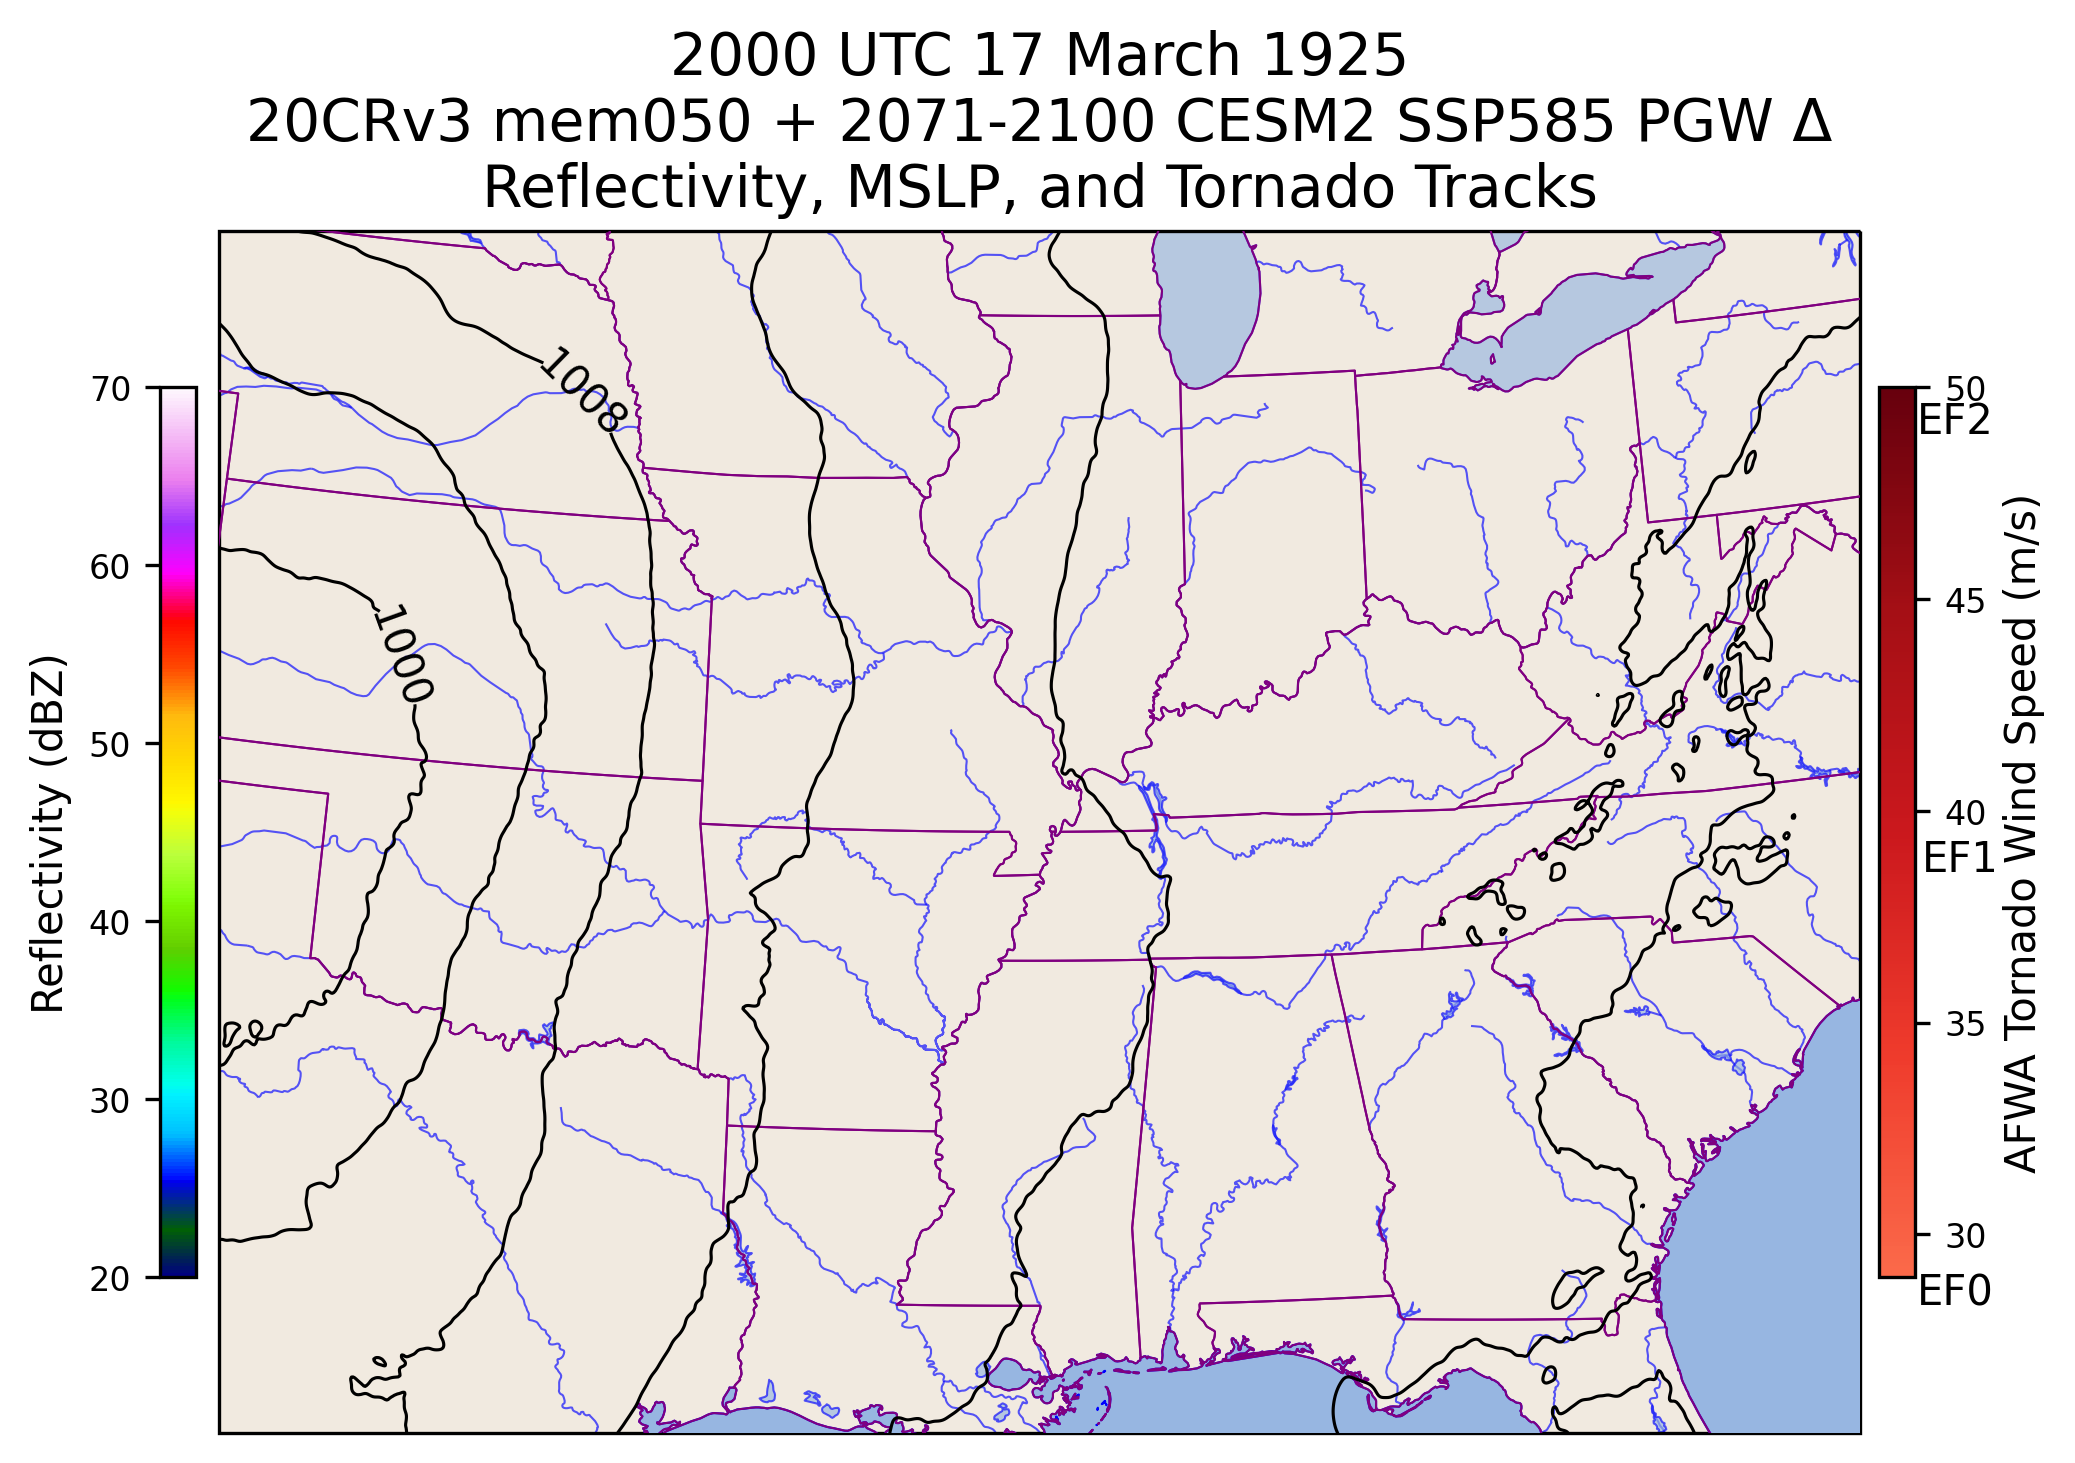 2000 UTC 17 March 1925
20CRv3 mem050 + 2071-2100 CESM2 SSP585 PGW Δ
Reflectivity, MSLP, and Tornado Tracks
Reflectivity (dBZ)
70
60
50
40
30
20
1008
1000
50
EF2
45
40
EF1
35
30
EF0
AFWA Tornado Wind Speed (m/s)